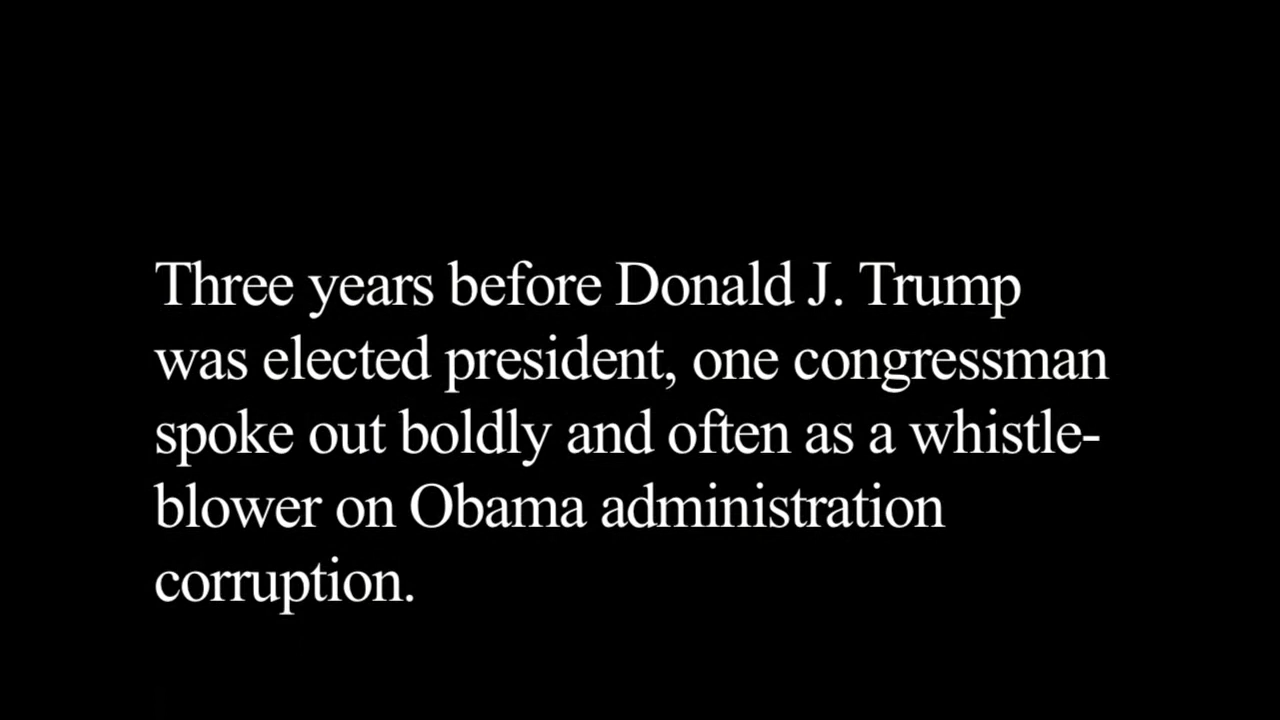 Three years before Donald J. Trump
was elected president, one congressman
spoke out boldly and often as a whistle-
blower on Obama administration
corruption.